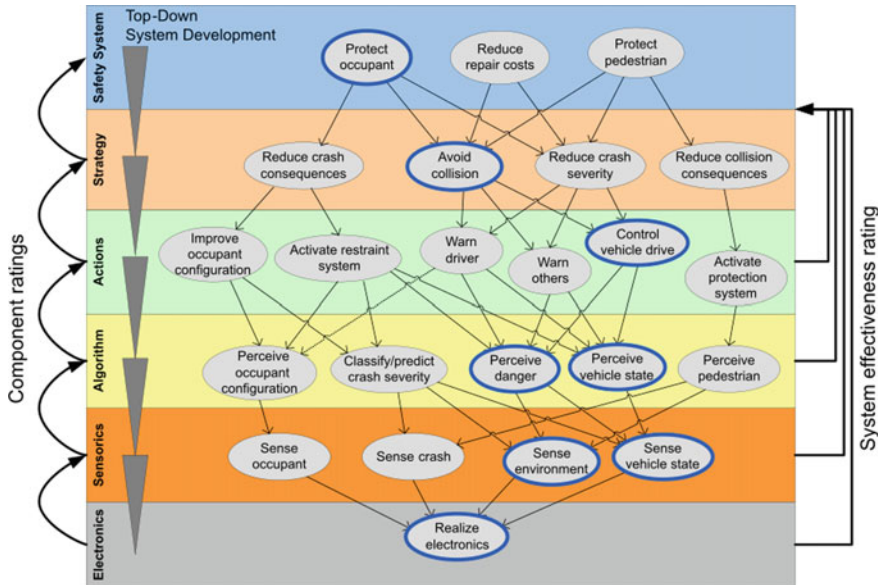 Top-Down
System Development
Safety System
Protect
occupant
Reduce
repair costs
Protect
pedestrian
Strategy
Reduce crash
consequences
Avoid
collision
Reduce crash
severity
Reduce collision
consequences
Actions
Improve
occupant
configuration
Activate restraint
system
Warn
driver
Warn
others
Control
vehicle drive
Activate
protection
system
Algorithm
Perceive
occupant
configuration
Classify/predict
crash severity
Perceive
danger
Perceive
vehicle state
Perceive
pedestrian
Sensorics
Sense
occupant
Sense crash
Sense
environment
Sense
vehicle state
Electronics
Realize
electronics
Component ratings
System effectiveness rating